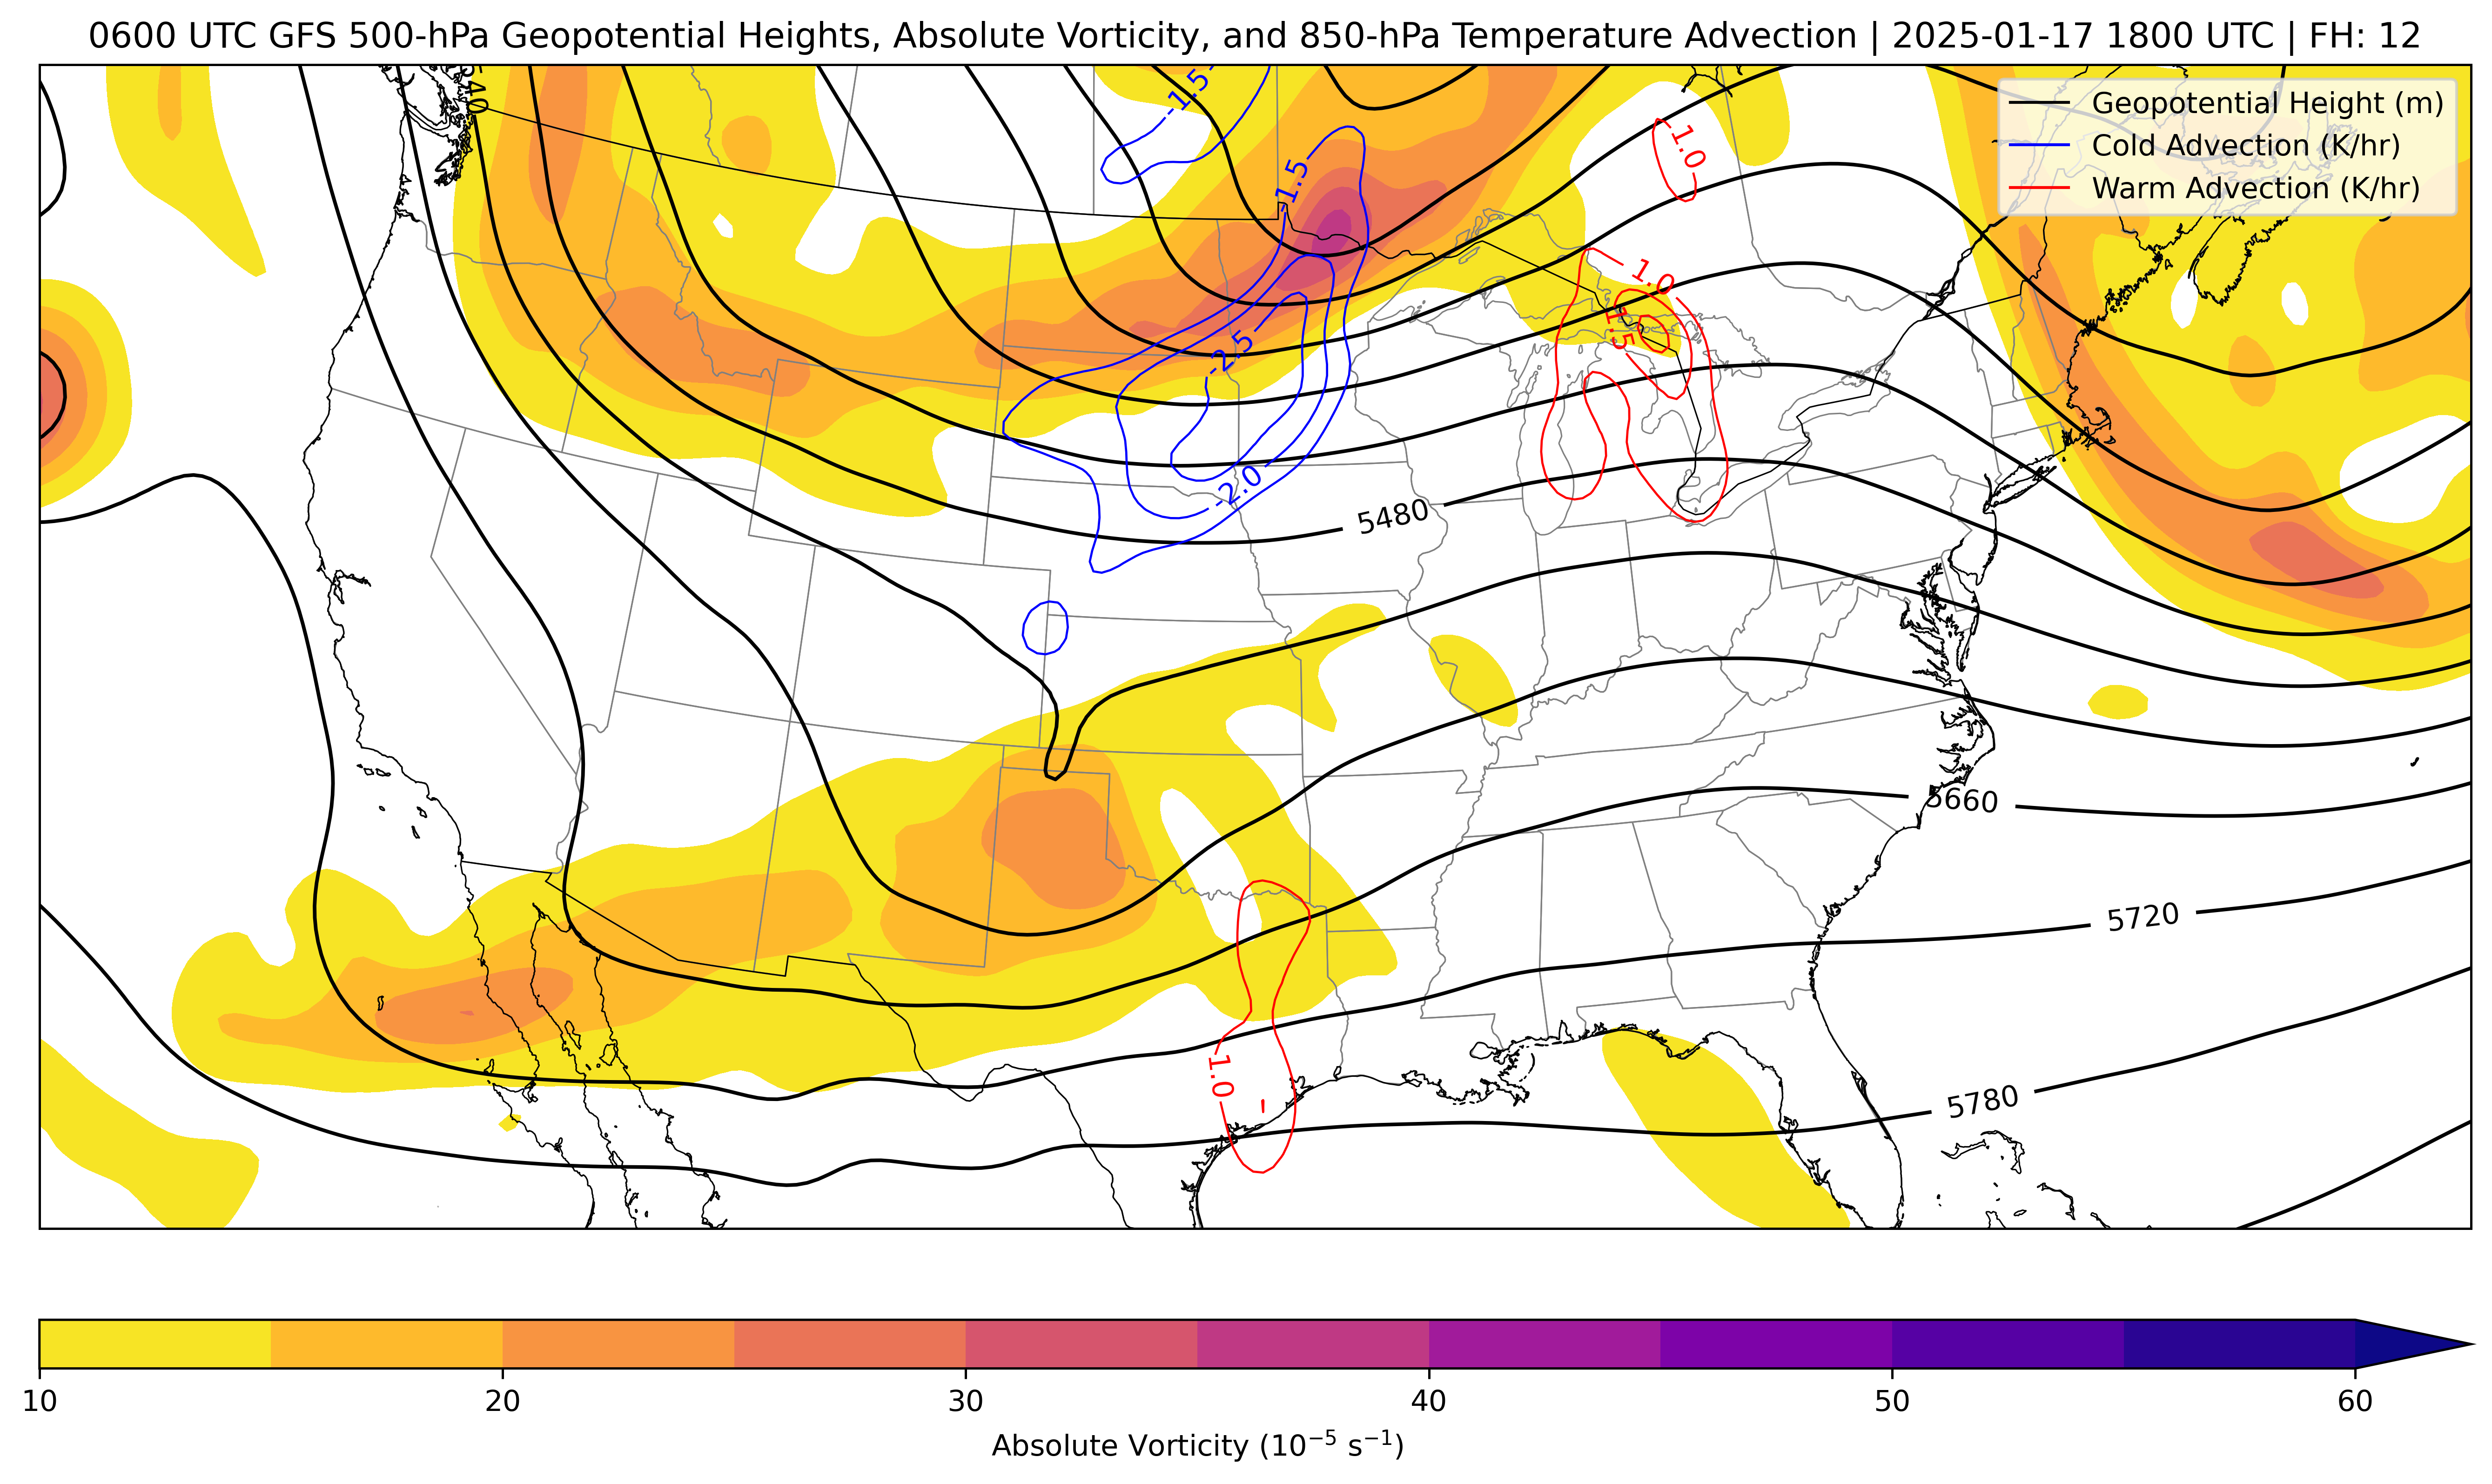 0600 UTC GFS 500-hPa Geopotential Heights, Absolute Vorticity, and 850-hPa Temperature Advection | 2025-01-17 1800 UTC | FH: 12
Geopotential Height (m)
Cold Advection (K/hr)
Warm Advection (K/hr)
-1.5
-1.0
-1.5
-1.0
-1.5
-2.5
-2.0
5480
5660
5720
-1.0
5780
10 20 30 40 50 60
Absolute Vorticity (10⁻⁵ s⁻¹)